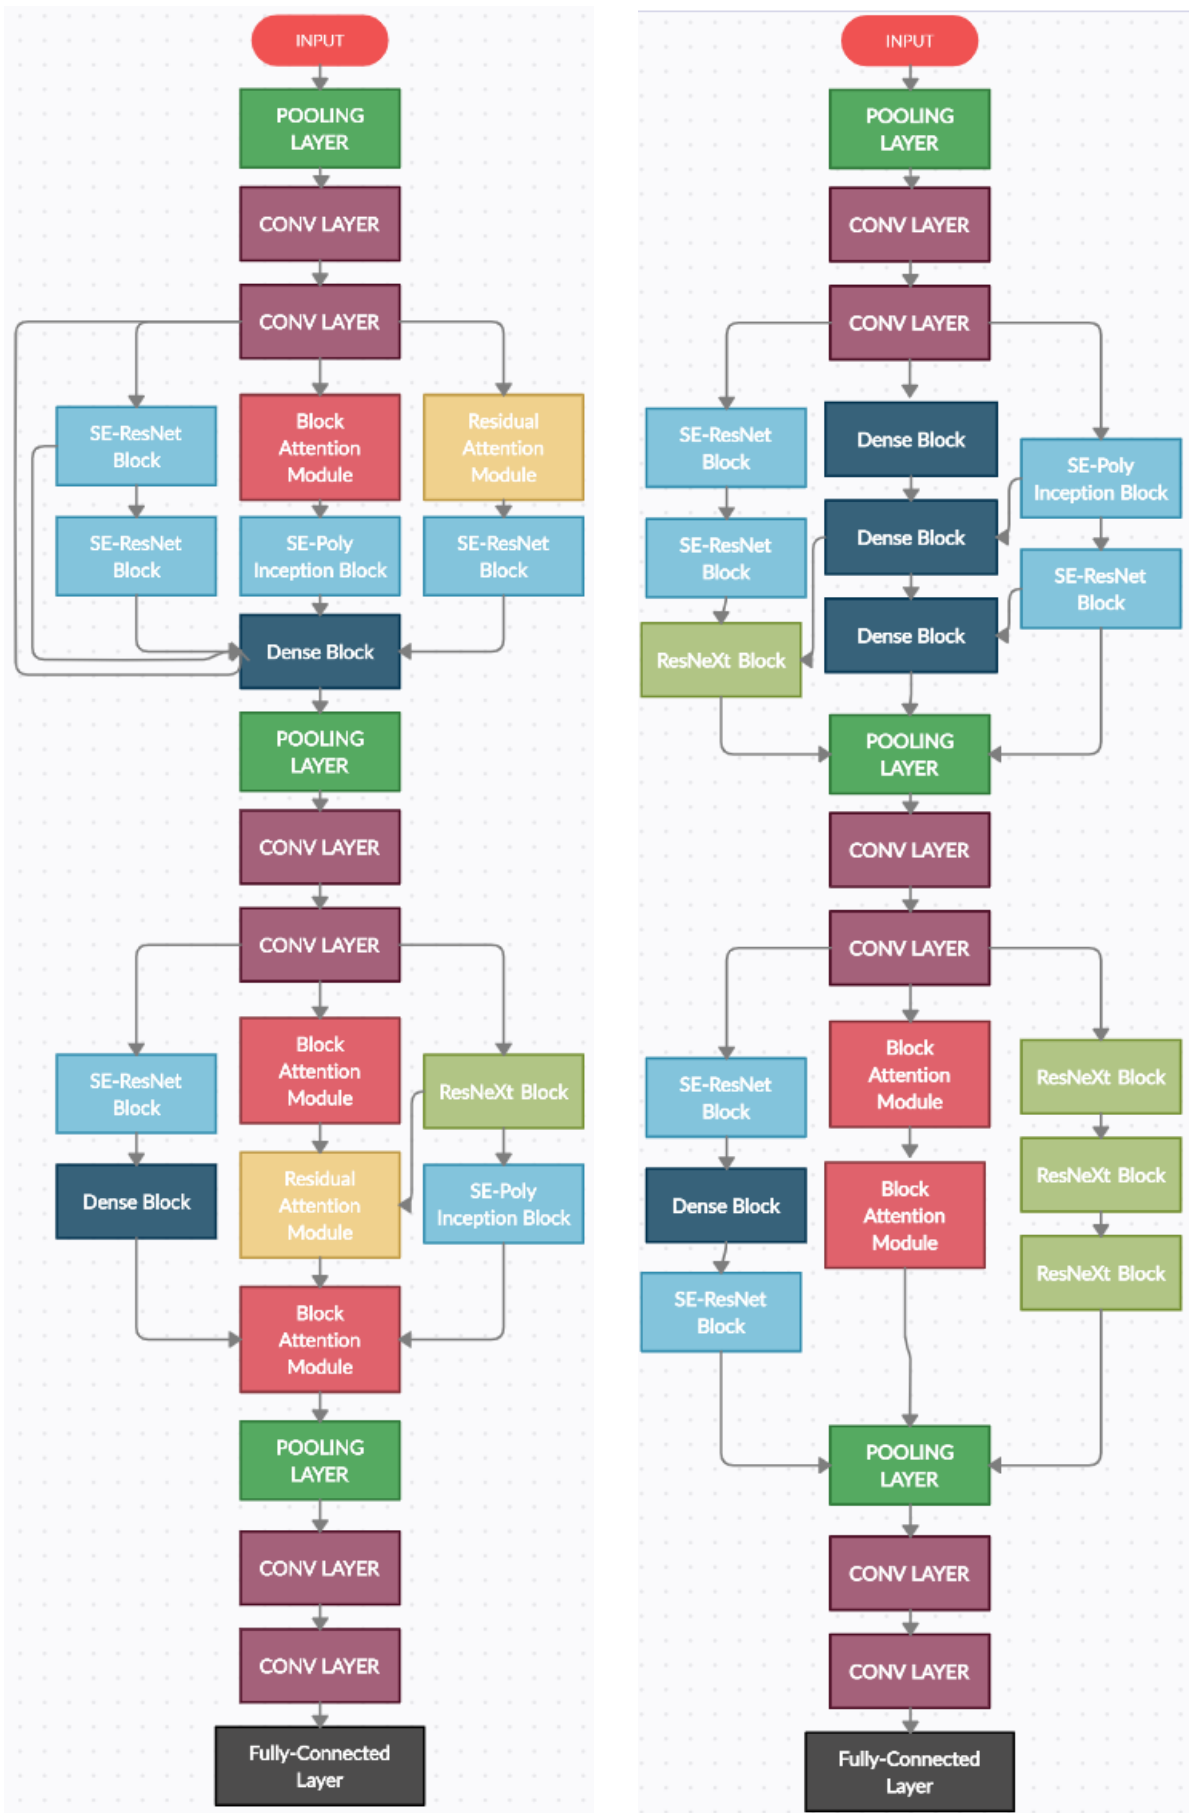 INPUT
POOLING
LAYER
CONV LAYER
CONV LAYER
SE-ResNet
Block
Block
Attention
Module
Residual
Attention
Module
SE-ResNet
Block
SE-Poly
Inception Block
SE-ResNet
Block
Dense Block
POOLING
LAYER
CONV LAYER
CONV LAYER
SE-ResNet
Block
Block
Attention
Module
ResNeXt Block
Dense Block
Residual
Attention
Module
SE-Poly
Inception Block
Block
Attention
Module
POOLING
LAYER
CONV LAYER
CONV LAYER
Fully-Connected
Layer
INPUT
POOLING
LAYER
CONV LAYER
CONV LAYER
SE-ResNet
Block
Dense Block
SE-Poly
Inception Block
SE-ResNet
Block
Dense Block
SE-ResNet
Block
ResNeXt Block
Dense Block
POOLING
LAYER
CONV LAYER
CONV LAYER
SE-ResNet
Block
Block
Attention
Module
ResNeXt Block
Dense Block
Block
Attention
Module
ResNeXt Block
SE-ResNet
Block
ResNeXt Block
POOLING
LAYER
CONV LAYER
CONV LAYER
Fully-Connected
Layer